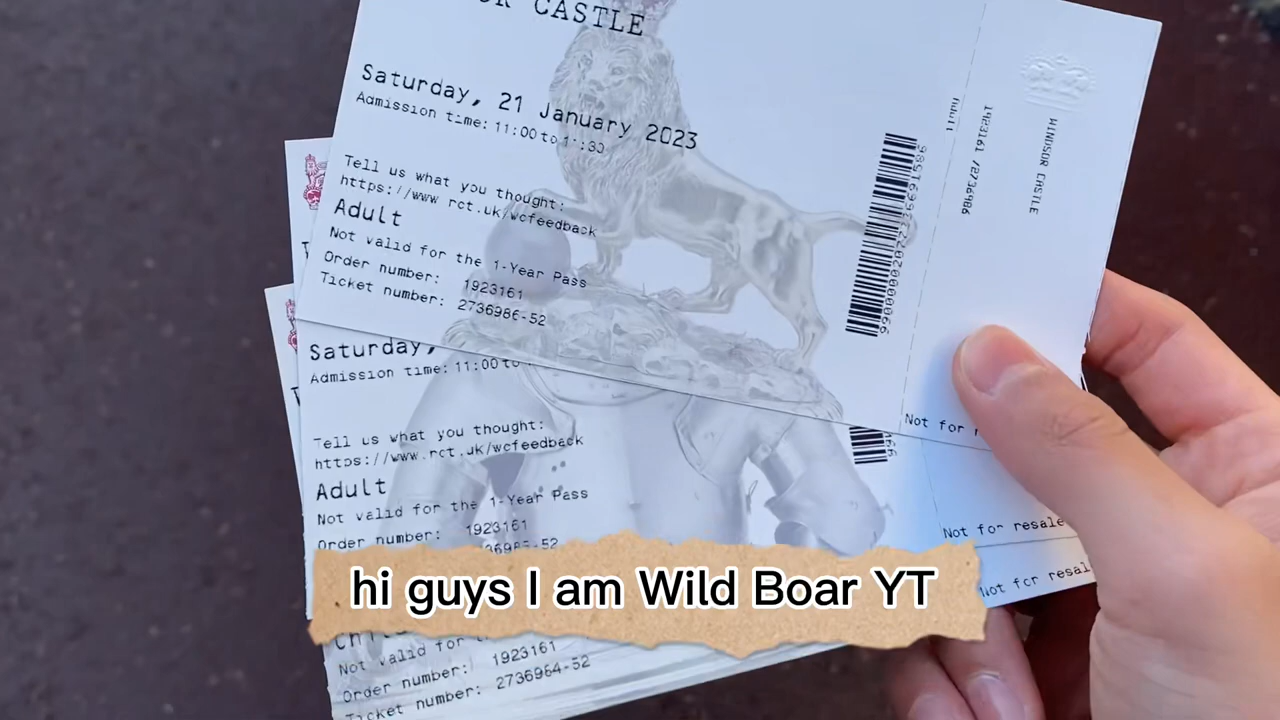 CASTLE
Saturday, 21 January 2023
Admission time: 11:00 to
Tell us what you thought:
https://www.rct.uk/wcfeedback
Adult
Not valid for the 1-Year Pass
Order number: 1923161
Ticket number: 2736986-52
Adult
1923161 /2736986
WINDSOR CASTLE
Not for
Saturday,
Admission time: 11:00 to
Tell us what you thought:
https://www.rct.uk/wcfeedback
Adult
Not valid for the 1-Year Pass
Order number: 1923161
Not for resale
Not for resal
hi guys I am Wild Boar YT
Not valid for
Order number: 1923161
Ticket number: 2736984-52